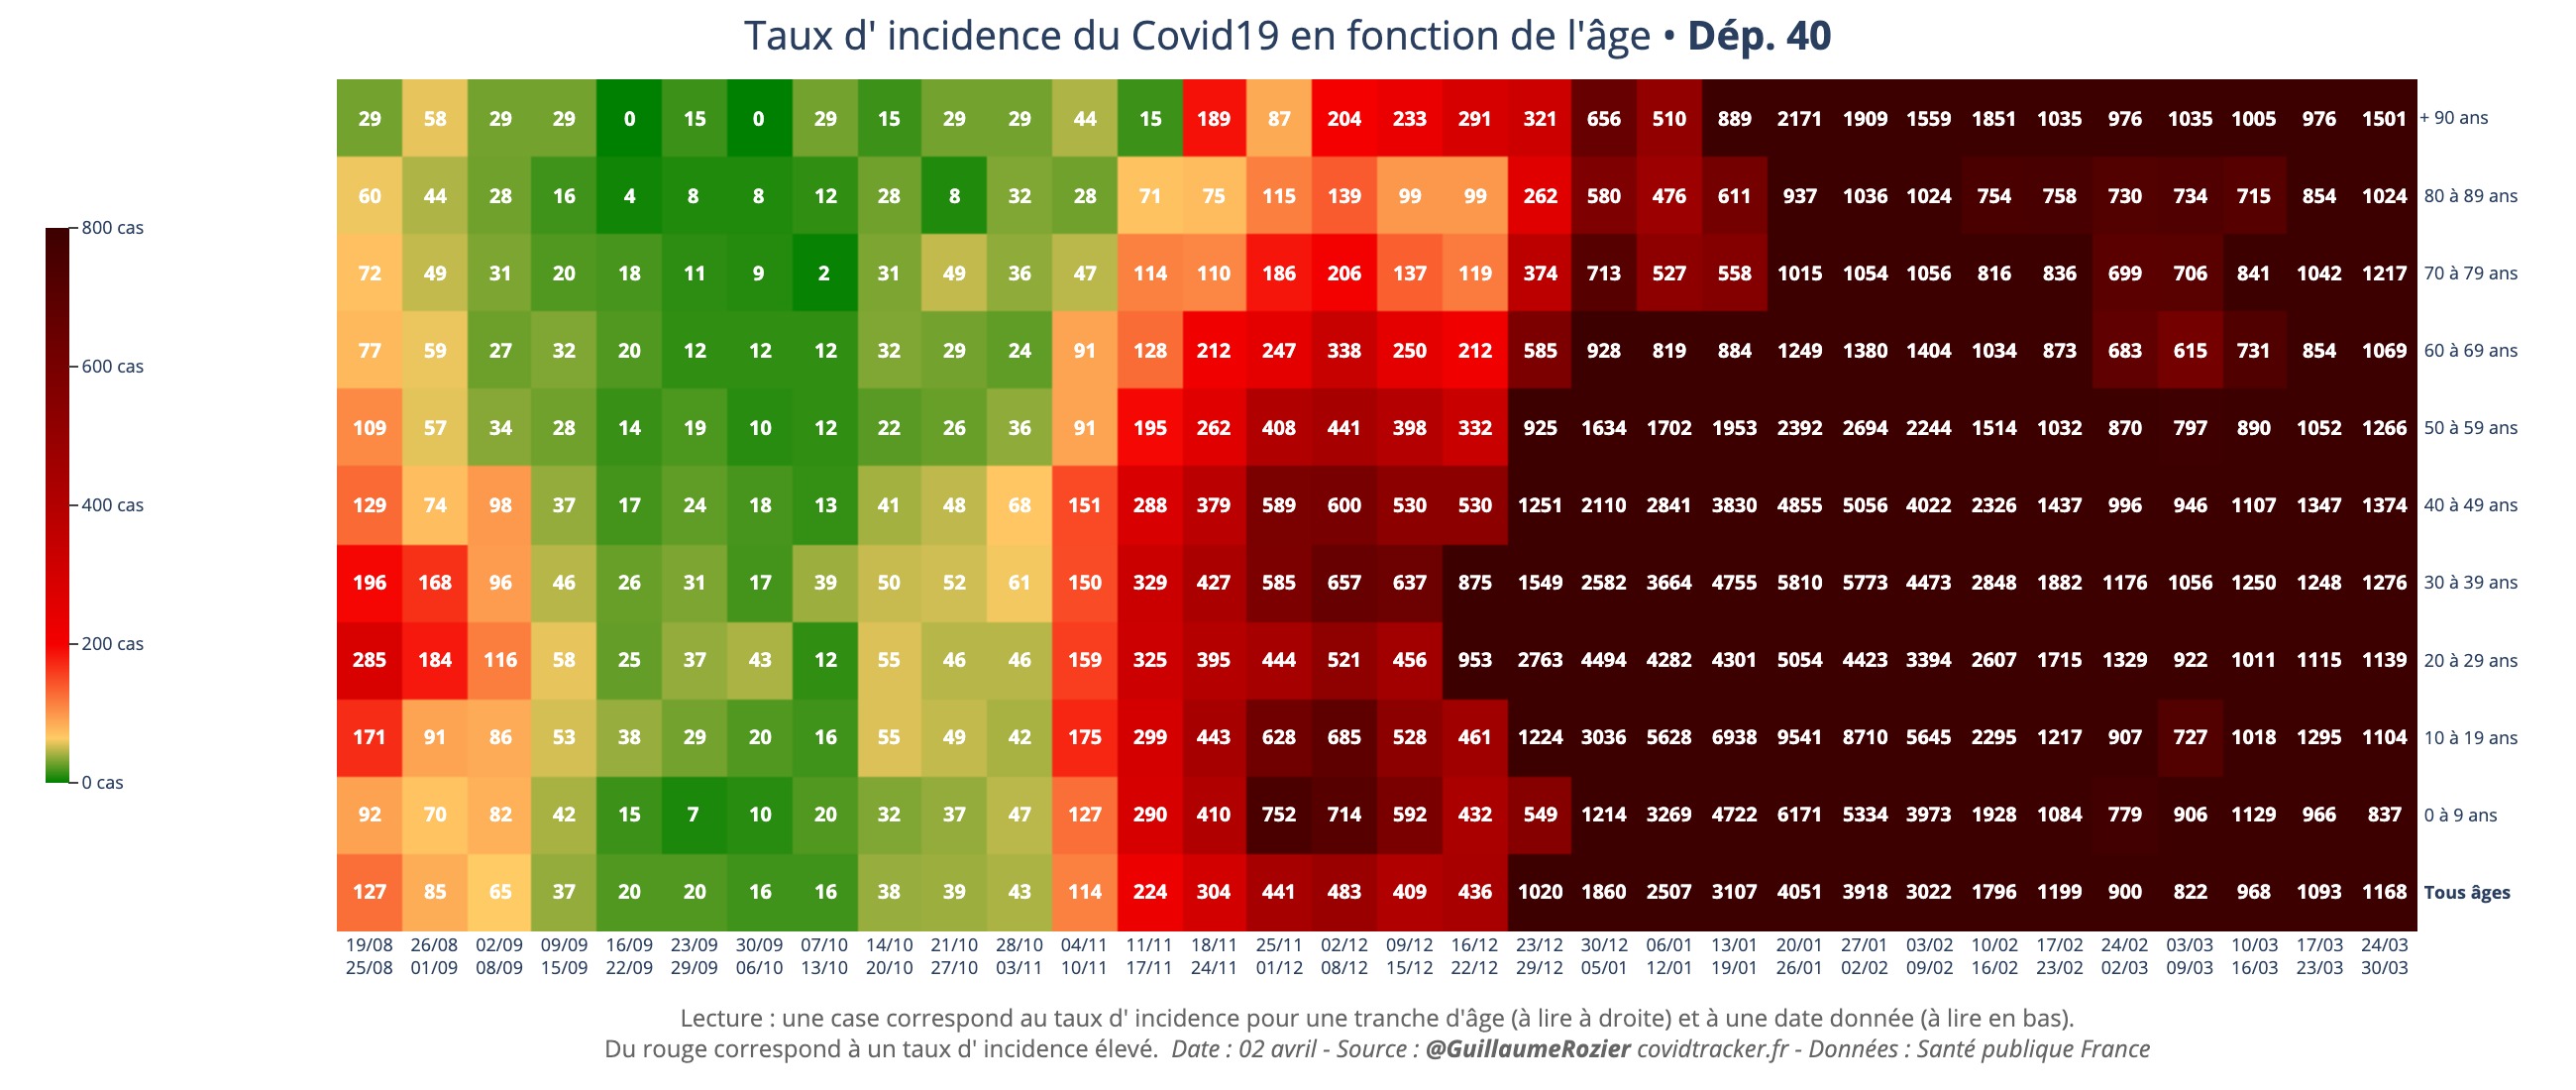 Taux d' incidence du Covid19 en fonction de l'âge • Dép. 40
800 cas
600 cas
400 cas
200 cas
0 cas
29 58 29 29 0 15 0 29 15 29 29 44 15 189 87 204 233 291 321 656 510 889 2171 1909 1559 1851 1035 976 1035 1005 976 1501 + 90 ans
60 44 28 16 4 8 8 12 28 8 32 28 71 75 115 139 99 99 262 580 476 611 937 1036 1024 754 758 730 734 715 854 1024 80 à 89 ans
72 49 31 20 18 11 9 2 31 49 36 47 114 110 186 206 137 119 374 713 527 558 1015 1054 1056 816 836 699 706 841 1042 1217 70 à 79 ans
77 59 27 32 20 12 12 12 32 29 24 91 128 212 247 338 250 212 585 928 819 884 1249 1380 1404 1034 873 683 615 731 854 1069 60 à 69 ans
109 57 34 28 14 19 10 12 22 26 36 91 195 262 408 441 398 332 925 1634 1702 1953 2392 2694 2244 1514 1032 870 797 890 1052 1266 50 à 59 ans
129 74 98 37 17 24 18 13 41 48 68 151 288 379 589 600 530 530 1251 2110 2841 3830 4855 5056 4022 2326 1437 996 946 1107 1347 1374 40 à 49 ans
196 168 96 46 26 31 17 39 50 52 61 150 329 427 585 657 637 875 1549 2582 3664 4755 5810 5773 4473 2848 1882 1176 1056 1250 1248 1276 30 à 39 ans
285 184 116 58 25 37 43 12 55 46 46 159 325 395 444 521 456 953 2763 4494 4282 4301 5054 4423 3394 2607 1715 1329 922 1011 1115 1139 20 à 29 ans
171 91 86 53 38 29 20 16 55 49 42 175 299 443 628 685 528 461 1224 3036 5628 6938 9541 8710 5645 2295 1217 907 727 1018 1295 1104 10 à 19 ans
92 70 82 42 15 7 10 20 32 37 47 127 290 410 752 714 592 432 549 1214 3269 4722 6171 5334 3973 1928 1084 779 906 1129 966 837 0 à 9 ans
127 85 65 37 20 20 16 16 38 39 43 114 224 304 441 483 409 436 1020 1860 2507 3107 4051 3918 3022 1796 1199 900 822 968 1093 1168 Tous âges
19/08 26/08 02/09 09/09 16/09 23/09 30/09 07/10 14/10 21/10 28/10 04/11 11/11 18/11 25/11 02/12 09/12 16/12 23/12 30/12 06/01 13/01 20/01 27/01 03/02 10/02 17/02 24/02 03/03 10/03 17/03 24/03
25/08 01/09 08/09 15/09 22/09 29/09 06/10 13/10 20/10 27/10 03/11 10/11 17/11 24/11 01/12 08/12 15/12 22/12 29/12 05/01 12/01 19/01 26/01 02/02 09/02 16/02 23/02 02/03 09/03 16/03 23/03 30/03
Lecture : une case correspond au taux d' incidence pour une tranche d'âge (à lire à droite) et à une date donnée (à lire en bas).
Du rouge correspond à un taux d' incidence élevé. Date : 02 avril - Source : @GuillaumeRozier covidtracker.fr - Données : Santé publique France